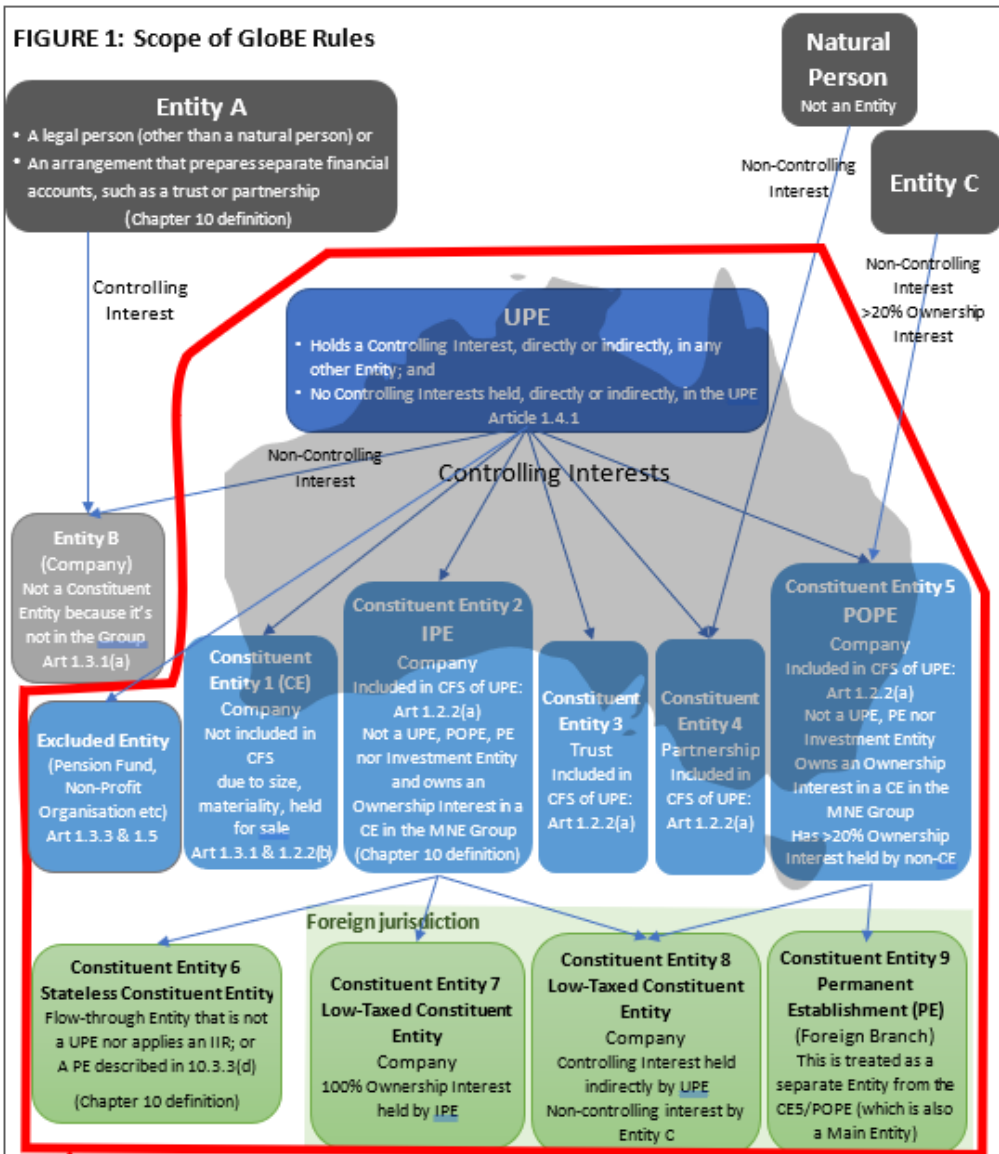 FIGURE 1: Scope of GloBE Rules
Natural
Person
Not an Entity
Entity A
• A legal person (other than a natural person) or
• An arrangement that prepares separate financial
accounts, such as a trust or partnership
(Chapter 10 definition)
Non-Controlling
Interest
Entity C
Controlling
Interest
Non-Controlling
Interest
>20% Ownership
Interest
UPE
• Holds a Controlling Interest, directly or indirectly, in any
other Entity; and
• No Controlling Interests held, directly or indirectly, in the UPE
Article 1.4.1
Non-Controlling
Interest
Controlling Interests
Entity B
(Company)
Not a Constituent
Entity because it's
not in the Group
Art 1.3.1(a)
Excluded Entity
(Pension Fund,
Non-Profit
Organisation etc)
Art 1.3.3 & 1.5
Constituent
Entity 1 (CE)
Company
Not included in
CFS
due to size,
materiality, held
for sale
Art 1.3.1 & 1.2.2(b)
Constituent Entity 2
IPE
Company
Included in CFS of UPE:
Art 1.2.2(a)
Not a UPE, POPE, PE
nor Investment Entity
and owns an
Ownership Interest in a
CE in the MNE Group
(Chapter 10 definition)
Constituent
Entity 3
Trust
Included in
CFS of UPE:
Art 1.2.2(a)
Constituent
Entity 4
Partnership
Included in
CFS of UPE:
Art 1.2.2(a)
Constituent Entity 5
POPE
Company
Included in CFS of UPE:
Art 1.2.2(a)
Not a UPE, PE nor
Investment Entity
Owns an Ownership
Interest in a CE in the
MNE Group
Has >20% Ownership
Interest held by non-CE
Foreign jurisdiction
Constituent Entity 6
Stateless Constituent Entity
Flow-through Entity that is not
a UPE nor applies an IIR; or
A PE described in 10.3.3(d)
(Chapter 10 definition)
Constituent Entity 7
Low-Taxed Constituent
Entity
Company
100% Ownership Interest
held by IPE
Constituent Entity 8
Low-Taxed Constituent
Entity
Company
Controlling Interest held
indirectly by UPE
Non-controlling interest by
Entity C
Constituent Entity 9
Permanent
Establishment (PE)
(Foreign Branch)
This is treated as a
separate Entity from the
CE5/POPE (which is also
a Main Entity)